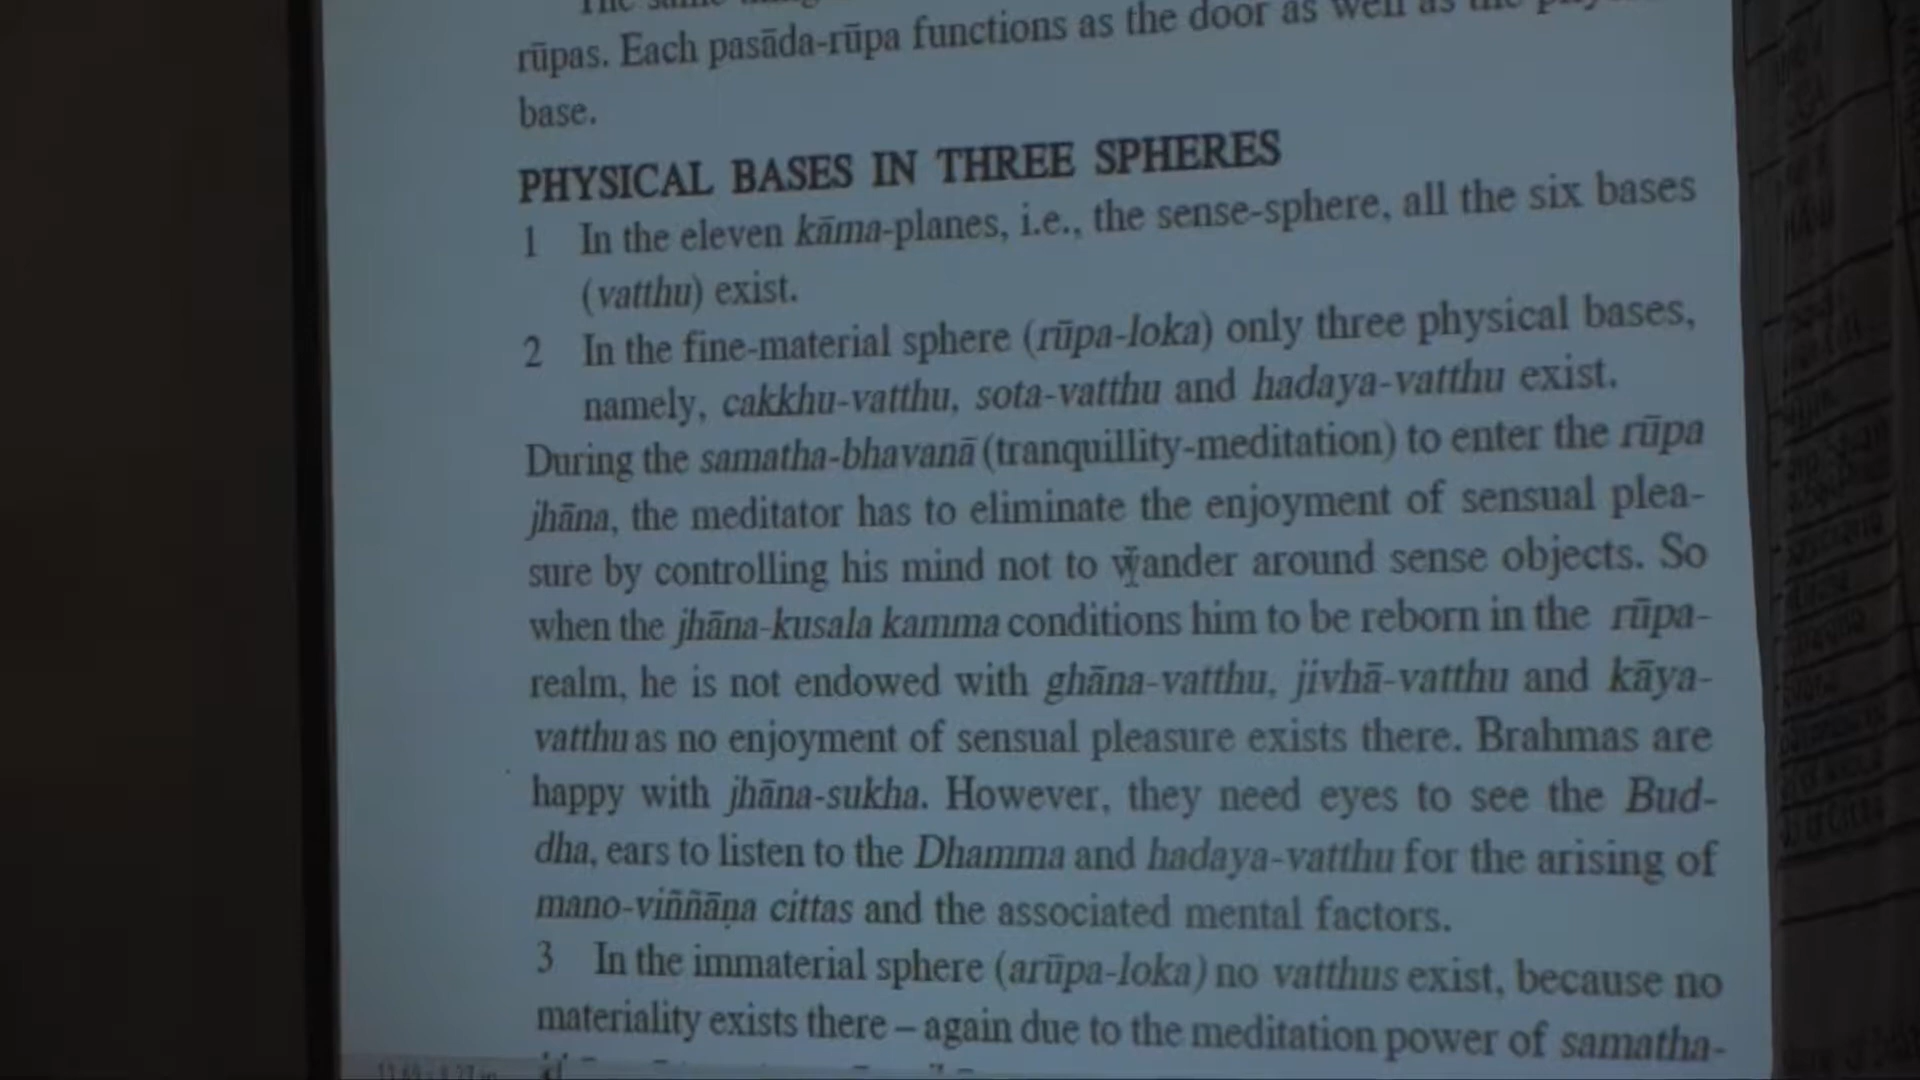 The same
rūpas. Each pasāda-rūpa functions as the door as well as the
base.
PHYSICAL BASES IN THREE SPHERES
1 In the eleven kāma-planes, i.e., the sense-sphere, all the six bases
(vatthu) exist.
2 In the fine-material sphere (rūpa-loka) only three physical bases,
namely, cakkhu-vatthu, sota-vatthu and hadaya-vatthu exist.
During the samatha-bhavanā (tranquillity-meditation) to enter the rūpa
jhāna, the meditator has to eliminate the enjoyment of sensual plea-
sure by controlling his mind not to wander around sense objects. So
when the jhāna-kusala kamma conditions him to be reborn in the rūpa-
realm, he is not endowed with ghāna-vatthu, jivhā-vatthu and kāya-
vatthu as no enjoyment of sensual pleasure exists there. Brahmas are
happy with jhāna-sukha. However, they need eyes to see the Bud-
dha, ears to listen to the Dhamma and hadaya-vatthu for the arising of
mano-viññāṇa cittas and the associated mental factors.
3 In the immaterial sphere (arūpa-loka) no vatthus exist, because no
materiality exists there – again due to the meditation power of samatha-